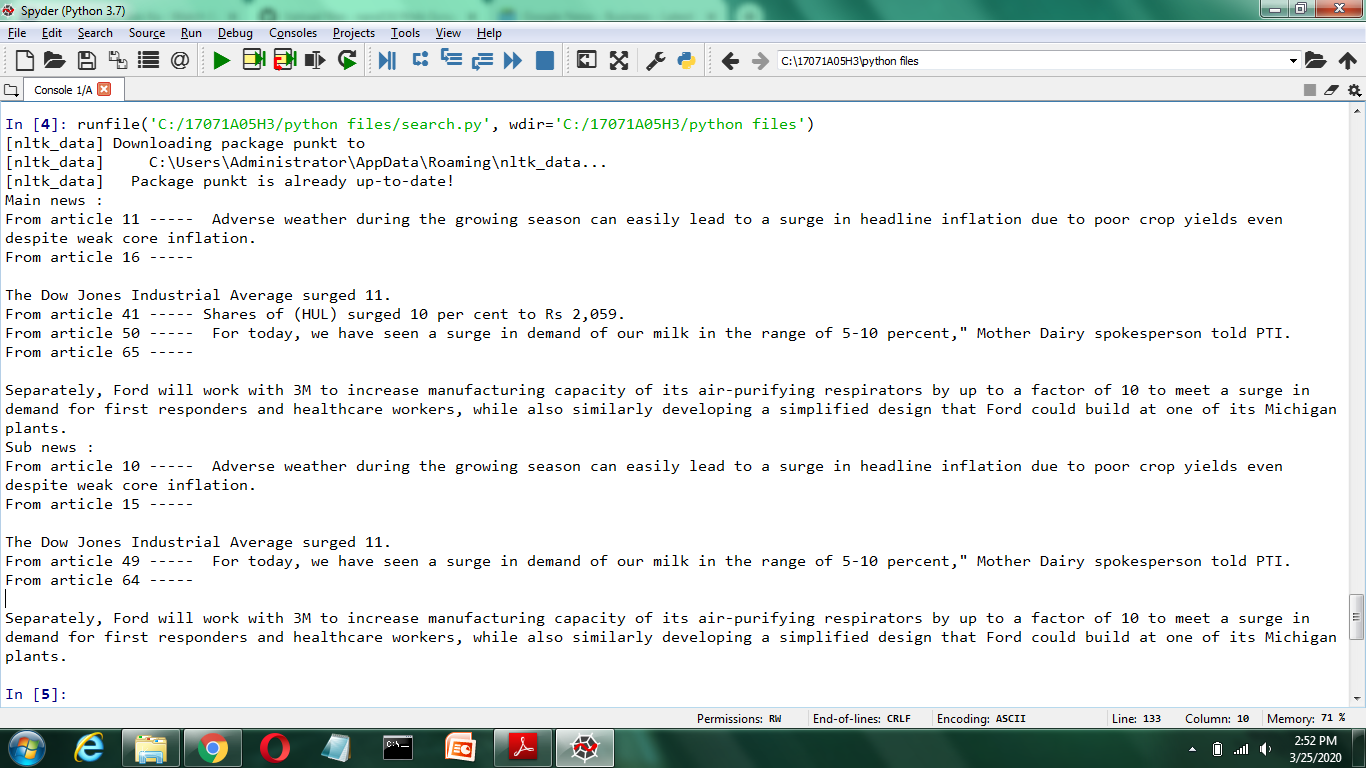 Spyder (Python 3.7)
File Edit Search Source Run Debug Consoles Projects Tools View Help
C:\17071A05H3\python files
Console 1/A
In [4]: runfile('C:/17071A05H3/python files/search.py', wdir='C:/17071A05H3/python files')
[nltk_data] Downloading package punkt to
[nltk_data]     C:\Users\Administrator\AppData\Roaming\nltk_data...
[nltk_data]   Package punkt is already up-to-date!
Main news :
From article 11 -----  Adverse weather during the growing season can easily lead to a surge in headline inflation due to poor crop yields even
despite weak core inflation.
From article 16 -----
The Dow Jones Industrial Average surged 11.
From article 41 ----- Shares of (HUL) surged 10 per cent to Rs 2,059.
From article 50 -----  For today, we have seen a surge in demand of our milk in the range of 5-10 percent," Mother Dairy spokesperson told PTI.
From article 65 -----
Separately, Ford will work with 3M to increase manufacturing capacity of its air-purifying respirators by up to a factor of 10 to meet a surge in
demand for first responders and healthcare workers, while also similarly developing a simplified design that Ford could build at one of its Michigan
plants.
Sub news :
From article 10 -----  Adverse weather during the growing season can easily lead to a surge in headline inflation due to poor crop yields even
despite weak core inflation.
From article 15 -----
The Dow Jones Industrial Average surged 11.
From article 49 -----  For today, we have seen a surge in demand of our milk in the range of 5-10 percent," Mother Dairy spokesperson told PTI.
From article 64 -----
Separately, Ford will work with 3M to increase manufacturing capacity of its air-purifying respirators by up to a factor of 10 to meet a surge in
demand for first responders and healthcare workers, while also similarly developing a simplified design that Ford could build at one of its Michigan
plants.
In [5]:
Permissions: RW End-of-lines: CRLF Encoding: ASCII Line: 133 Column: 10 Memory: 71 %
2:52 PM
3/25/2020